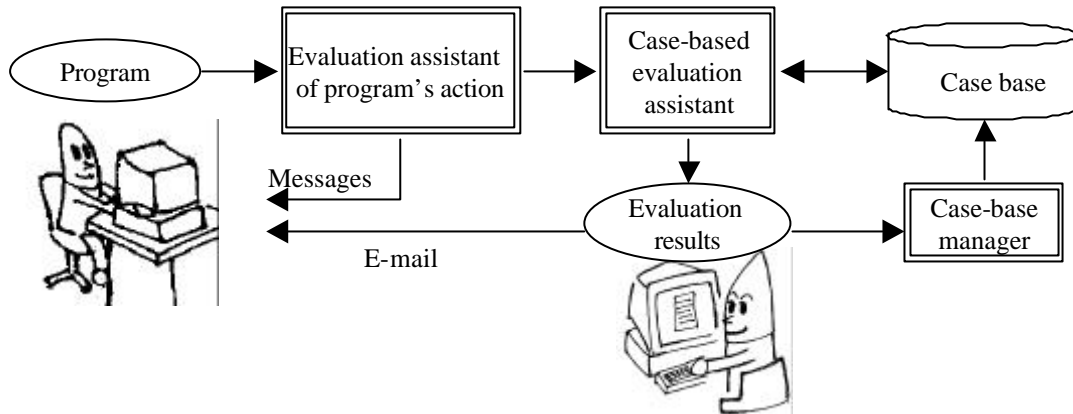 Program
Evaluation assistant
of program's action
Case-based
evaluation
assistant
Case base
Messages
E-mail
Evaluation
results
Case-base
manager